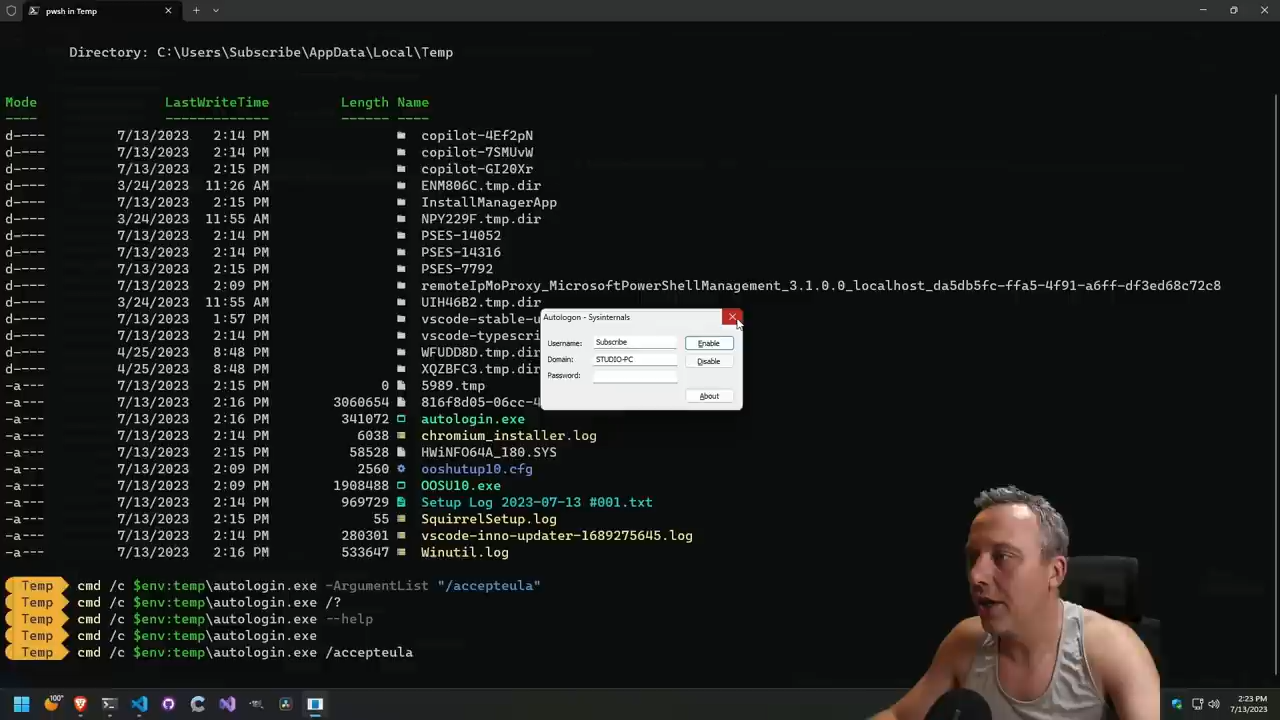 pwsh in Temp
Directory: C:\Users\Subscribe\AppData\Local\Temp
Mode LastWriteTime Length Name
---- ------------- ------ ----
d---- 7/13/2023 2:14 PM copilot-4Ef2pN
d---- 7/13/2023 2:14 PM copilot-7SMUvW
d---- 7/13/2023 2:15 PM copilot-GI20Xr
d---- 3/24/2023 11:26 AM ENM806C.tmp.dir
d---- 7/13/2023 2:14 PM InstallManagerApp
d---- 3/24/2023 11:55 AM NPY229F.tmp.dir
d---- 7/13/2023 2:14 PM PSES-14052
d---- 7/13/2023 2:14 PM PSES-14316
d---- 7/13/2023 2:15 PM PSES-7792
d---- 7/13/2023 2:09 PM remoteIpMoProxy_MicrosoftPowerShellManagement_3.1.0.0_localhost_da5db5fc-ffa5-4f91-a6ff-df3ed68c72c8
d---- 3/24/2023 11:55 AM UIH46B2.tmp.dir
d---- 7/13/2023 1:57 PM vscode-stable-u
d---- 7/13/2023 2:14 PM vscode-typescri
d---- 4/25/2023 8:48 PM WFUDD8D.tmp.dir
d---- 4/25/2023 8:48 PM XQZBFC3.tmp.dir
-a--- 7/13/2023 2:15 PM 0 5989.tmp
-a--- 7/13/2023 2:16 PM 3060654 816f8d05-06cc-4
-a--- 7/13/2023 2:16 PM 341072 autologin.exe
-a--- 7/13/2023 2:14 PM 6038 chromium_installer.log
-a--- 7/13/2023 2:15 PM 58528 HWiNFO64A_180.SYS
-a--- 7/13/2023 2:09 PM 2560 ooshutup10.cfg
-a--- 7/13/2023 2:09 PM 1908488 OOSU10.exe
-a--- 7/13/2023 2:14 PM 969729 Setup Log 2023-07-13 #001.txt
-a--- 7/13/2023 2:15 PM 55 SquirrelSetup.log
-a--- 7/13/2023 2:14 PM 280301 vscode-inno-updater-1689275645.log
-a--- 7/13/2023 2:16 PM 533647 Winutil.log
Autologon - Sysinternals
Username: Subscribe Enable
Domain: STUDIO-PC Disable
Password:
About
Temp cmd /c $env:temp\autologin.exe -ArgumentList "/accepteula"
Temp cmd /c $env:temp\autologin.exe /?
Temp cmd /c $env:temp\autologin.exe --help
Temp cmd /c $env:temp\autologin.exe
Temp cmd /c $env:temp\autologin.exe /accepteula
100°
2:23 PM
7/13/2023